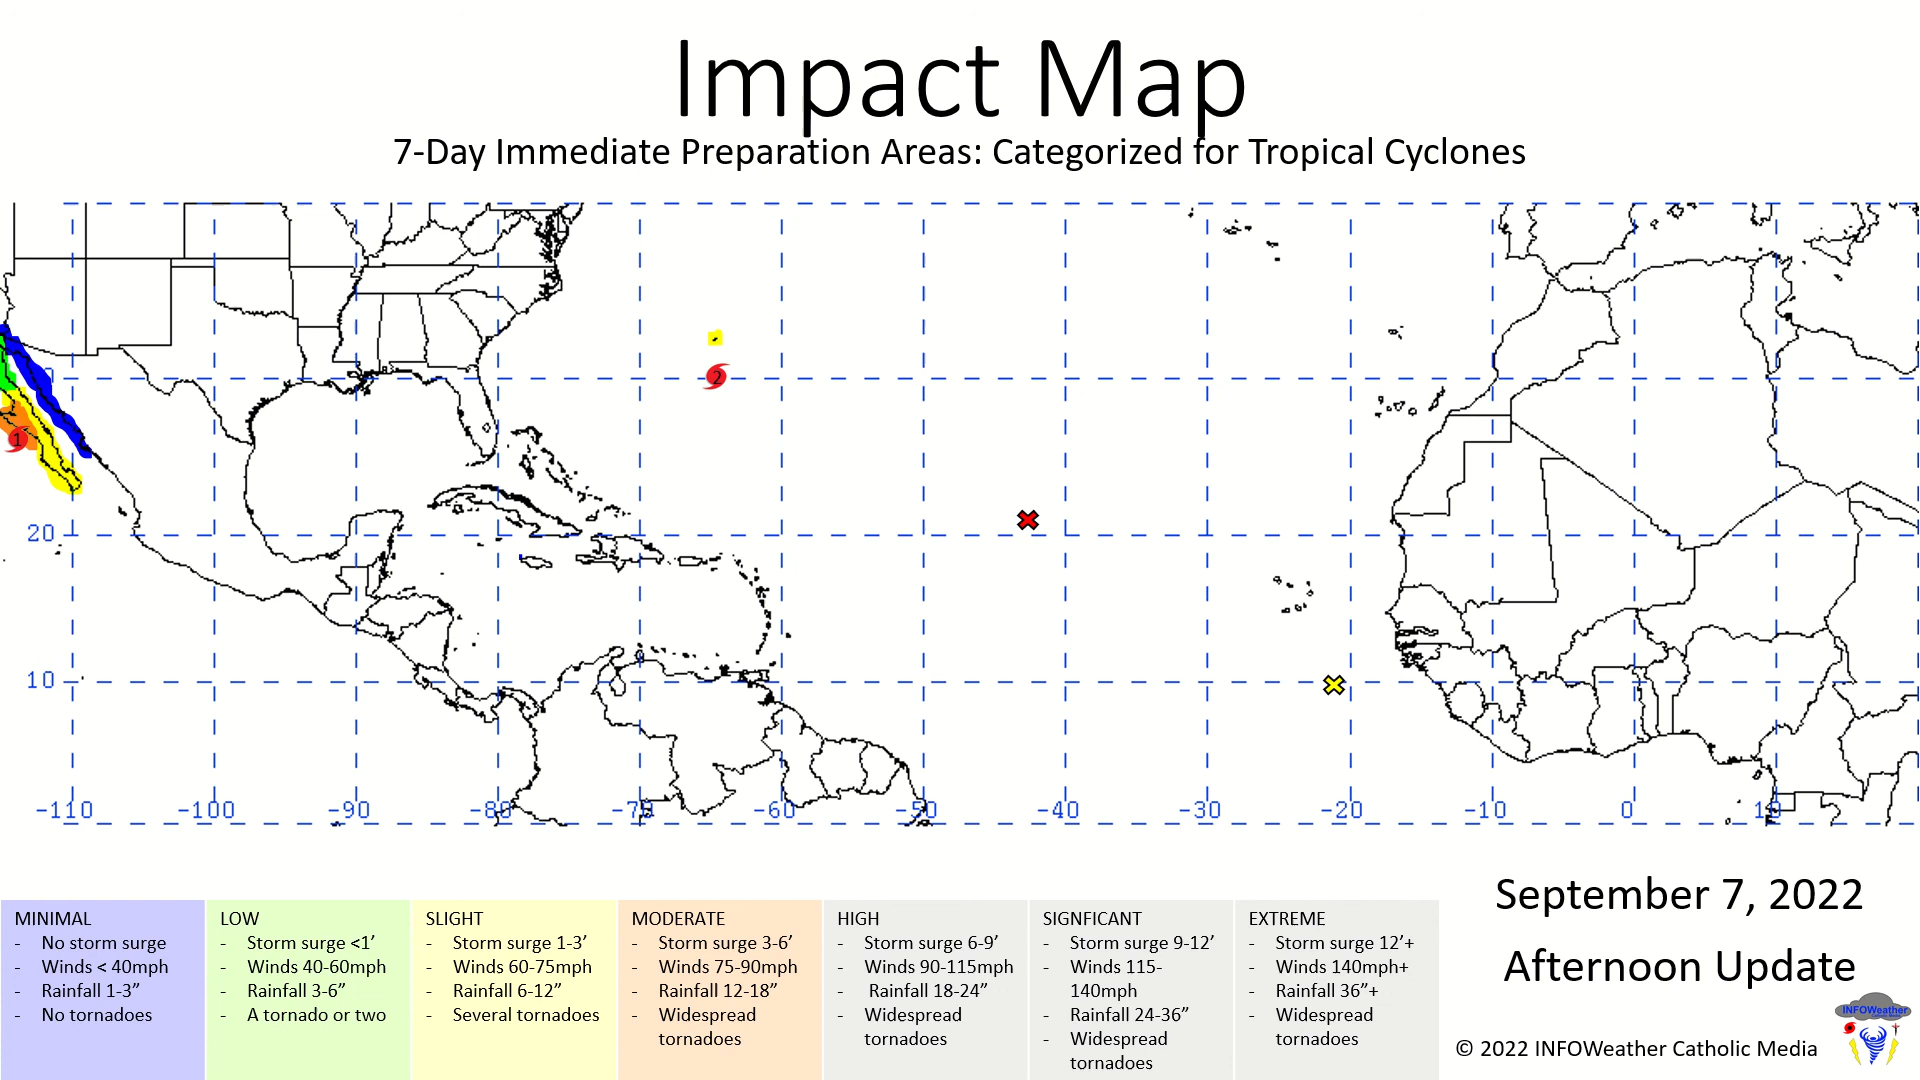 Impact Map
7-Day Immediate Preparation Areas: Categorized for Tropical Cyclones
2
1
20
10
-110
-100
-90
-80
-60
-50
-40
-30
-20
-10
0
10
MINIMAL
- No storm surge
- Winds < 40mph
- Rainfall 1-3”
- No tornadoes
LOW
- Storm surge <1’
- Winds 40-60mph
- Rainfall 3-6”
- A tornado or two
SLIGHT
- Storm surge 1-3’
- Winds 60-75mph
- Rainfall 6-12”
- Several tornadoes
MODERATE
- Storm surge 3-6’
- Winds 75-90mph
- Rainfall 12-18”
- Widespread
tornadoes
HIGH
- Storm surge 6-9’
- Winds 90-115mph
- Rainfall 18-24”
- Widespread
tornadoes
SIGNFICANT
- Storm surge 9-12’
- Winds 115-
140mph
- Rainfall 24-36”
- Widespread
tornadoes
EXTREME
- Storm surge 12’+
- Winds 140mph+
- Rainfall 36”+
- Widespread
tornadoes
September 7, 2022
Afternoon Update
© 2022 INFOWeather Catholic Media
INFOWeather